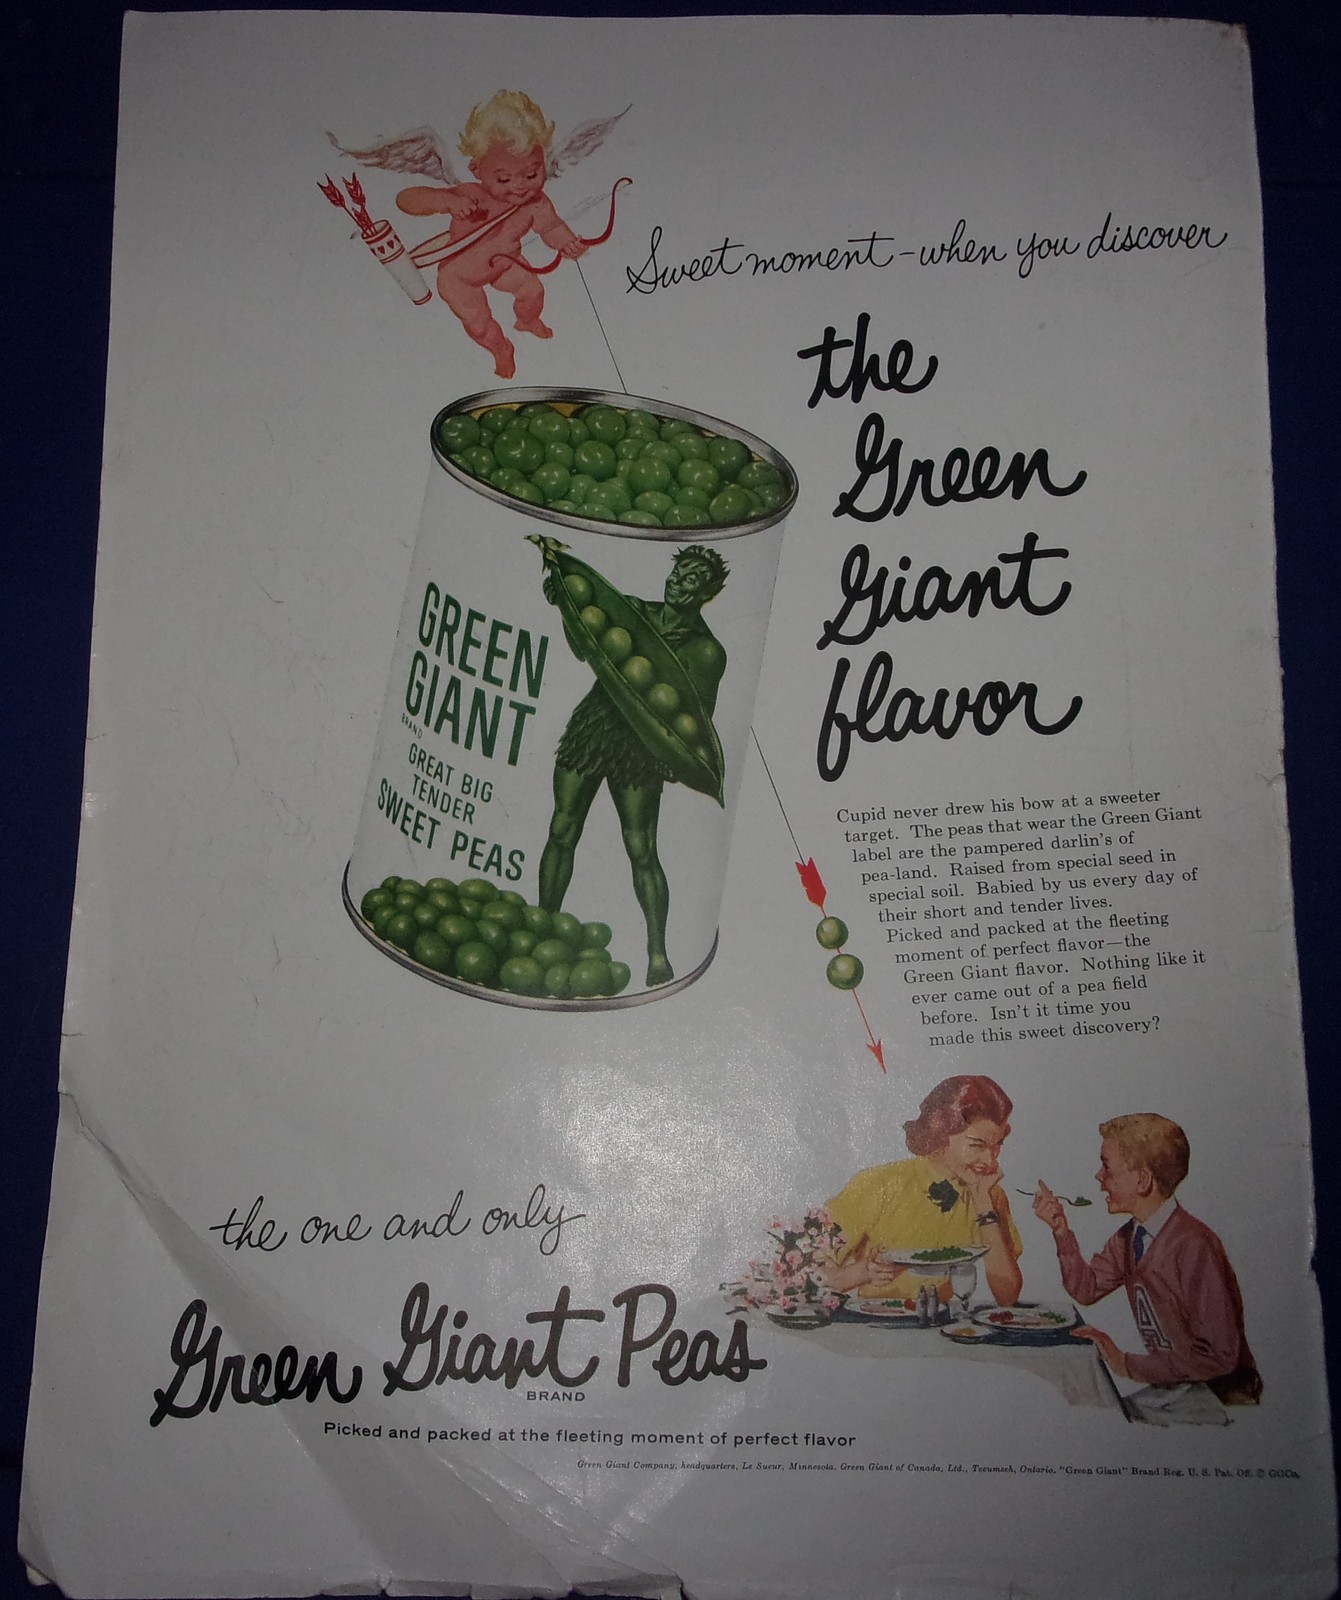 Sweet moment—when you discover
the
Green
Giant
flavor
GREEN
GIANT
BRAND
GREAT BIG
TENDER
SWEET PEAS
Cupid never drew his bow at a sweeter
target. The peas that wear the Green Giant
label are the pampered darlin's of
pea-land. Raised from special seed in
special soil. Babied by us every day of
their short and tender lives.
Picked and packed at the fleeting
moment of perfect flavor—the
Green Giant flavor. Nothing like it
ever came out of a pea field
before. Isn't it time you
made this sweet discovery?
A
the one and only
Green Giant Peas
BRAND
Picked and packed at the fleeting moment of perfect flavor
Green Giant Company, headquarters, Le Sueur, Minnesota. Green Giant of Canada, Ltd., Tecumseh, Ontario. "Green Giant" Brand Reg. U. S. Pat. Off. © GGCo.